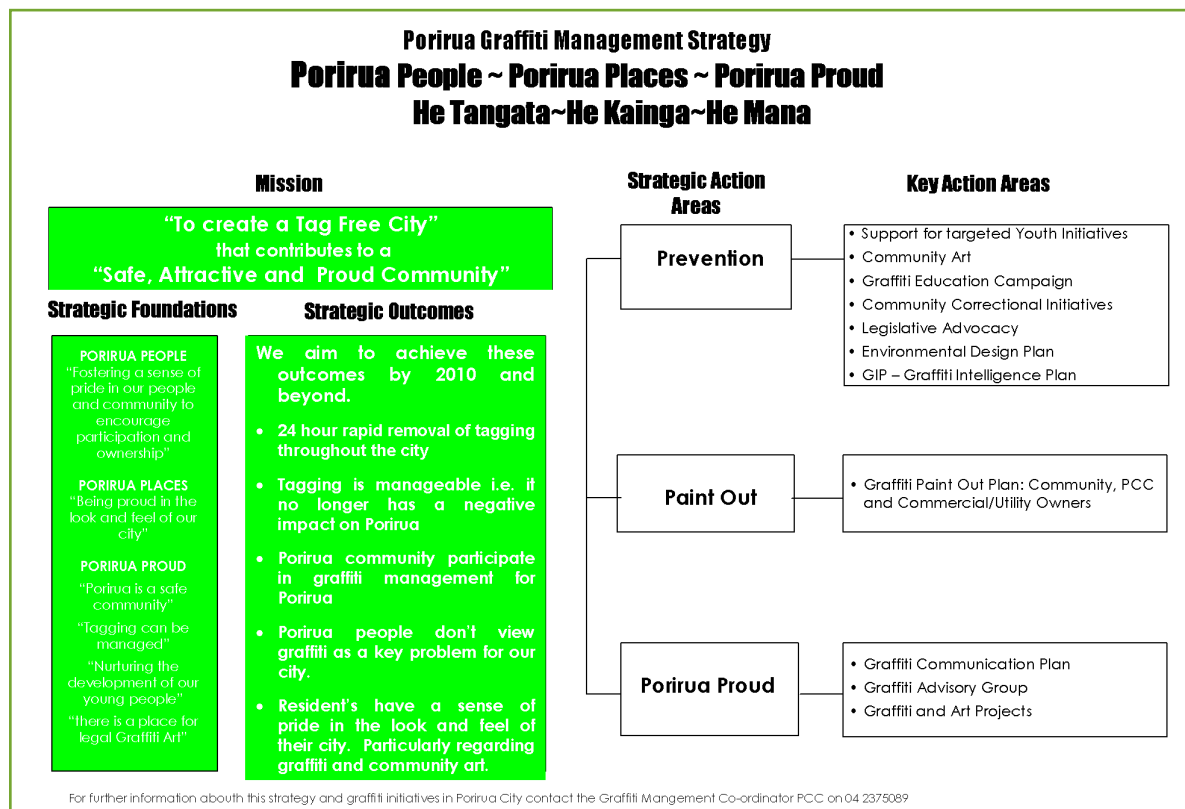 Porirua Graffiti Management Strategy
Porirua People ~ Porirua Places ~ Porirua Proud
He Tangata~He Kainga~He Mana
Mission
“To create a Tag Free City”
that contributes to a
“Safe, Attractive and Proud Community”
Strategic Foundations
PORIRUA PEOPLE
“Fostering a sense of
pride in our people
and community to
encourage
participation and
ownership”
PORIRUA PLACES
“Being proud in the
look and feel of our
city”
PORIRUA PROUD
“Porirua is a safe
community”
“Tagging can be
managed”
“Nurturing the
development of our
young people”
“there is a place for
legal Graffiti Art”
Strategic Outcomes
We aim to achieve these
outcomes by 2010 and
beyond.
• 24 hour rapid removal of tagging
throughout the city
• Tagging is manageable i.e. it
no longer has a negative
impact on Porirua
• Porirua community participate
in graffiti management for
Porirua
• Porirua people don’t view
graffiti as a key problem for our
city.
• Resident’s have a sense of
pride in the look and feel of
their city. Particularly regarding
graffiti and community art.
Strategic Action
Areas
Key Action Areas
Prevention
• Support for targeted Youth Initiatives
• Community Art
• Graffiti Education Campaign
• Community Correctional Initiatives
• Legislative Advocacy
• Environmental Design Plan
• GIP – Graffiti Intelligence Plan
Paint Out
• Graffiti Paint Out Plan: Community, PCC
and Commercial/Utility Owners
Porirua Proud
• Graffiti Communication Plan
• Graffiti Advisory Group
• Graffiti and Art Projects
For further information abouth this strategy and graffiti initiatives in Porirua City contact the Graffiti Mangement Co-ordinator PCC on 04 2375089